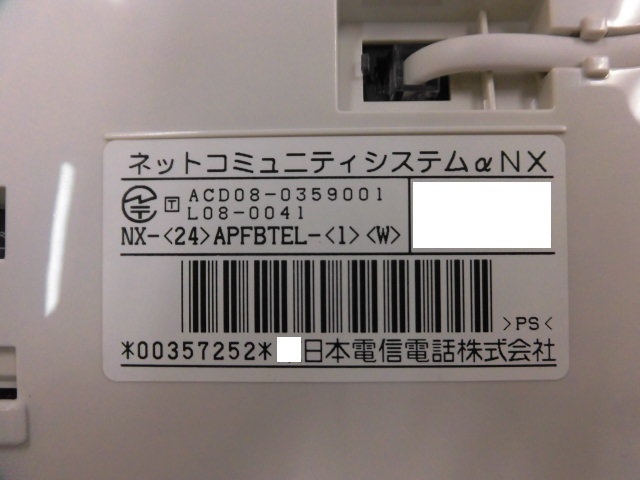 ネットコミュニティシステムαNX
T ACD08-0359001
L08-0041
NX-<24>APFBTEL-<1><W>
>PS<
*00357252* 日本電信電話株式会社